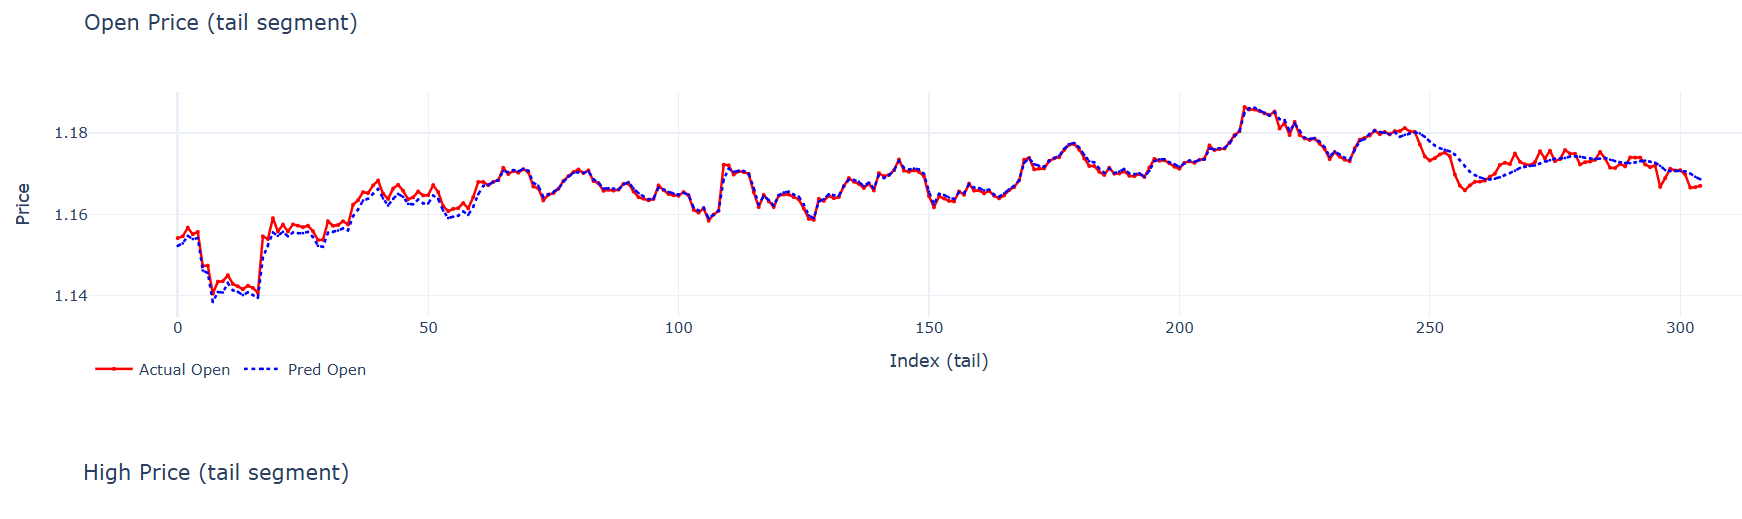 Open Price (tail segment)
1.18
1.16
1.14
Price
0 50 100 150 200 250 300
Index (tail)
Actual Open Pred Open
High Price (tail segment)